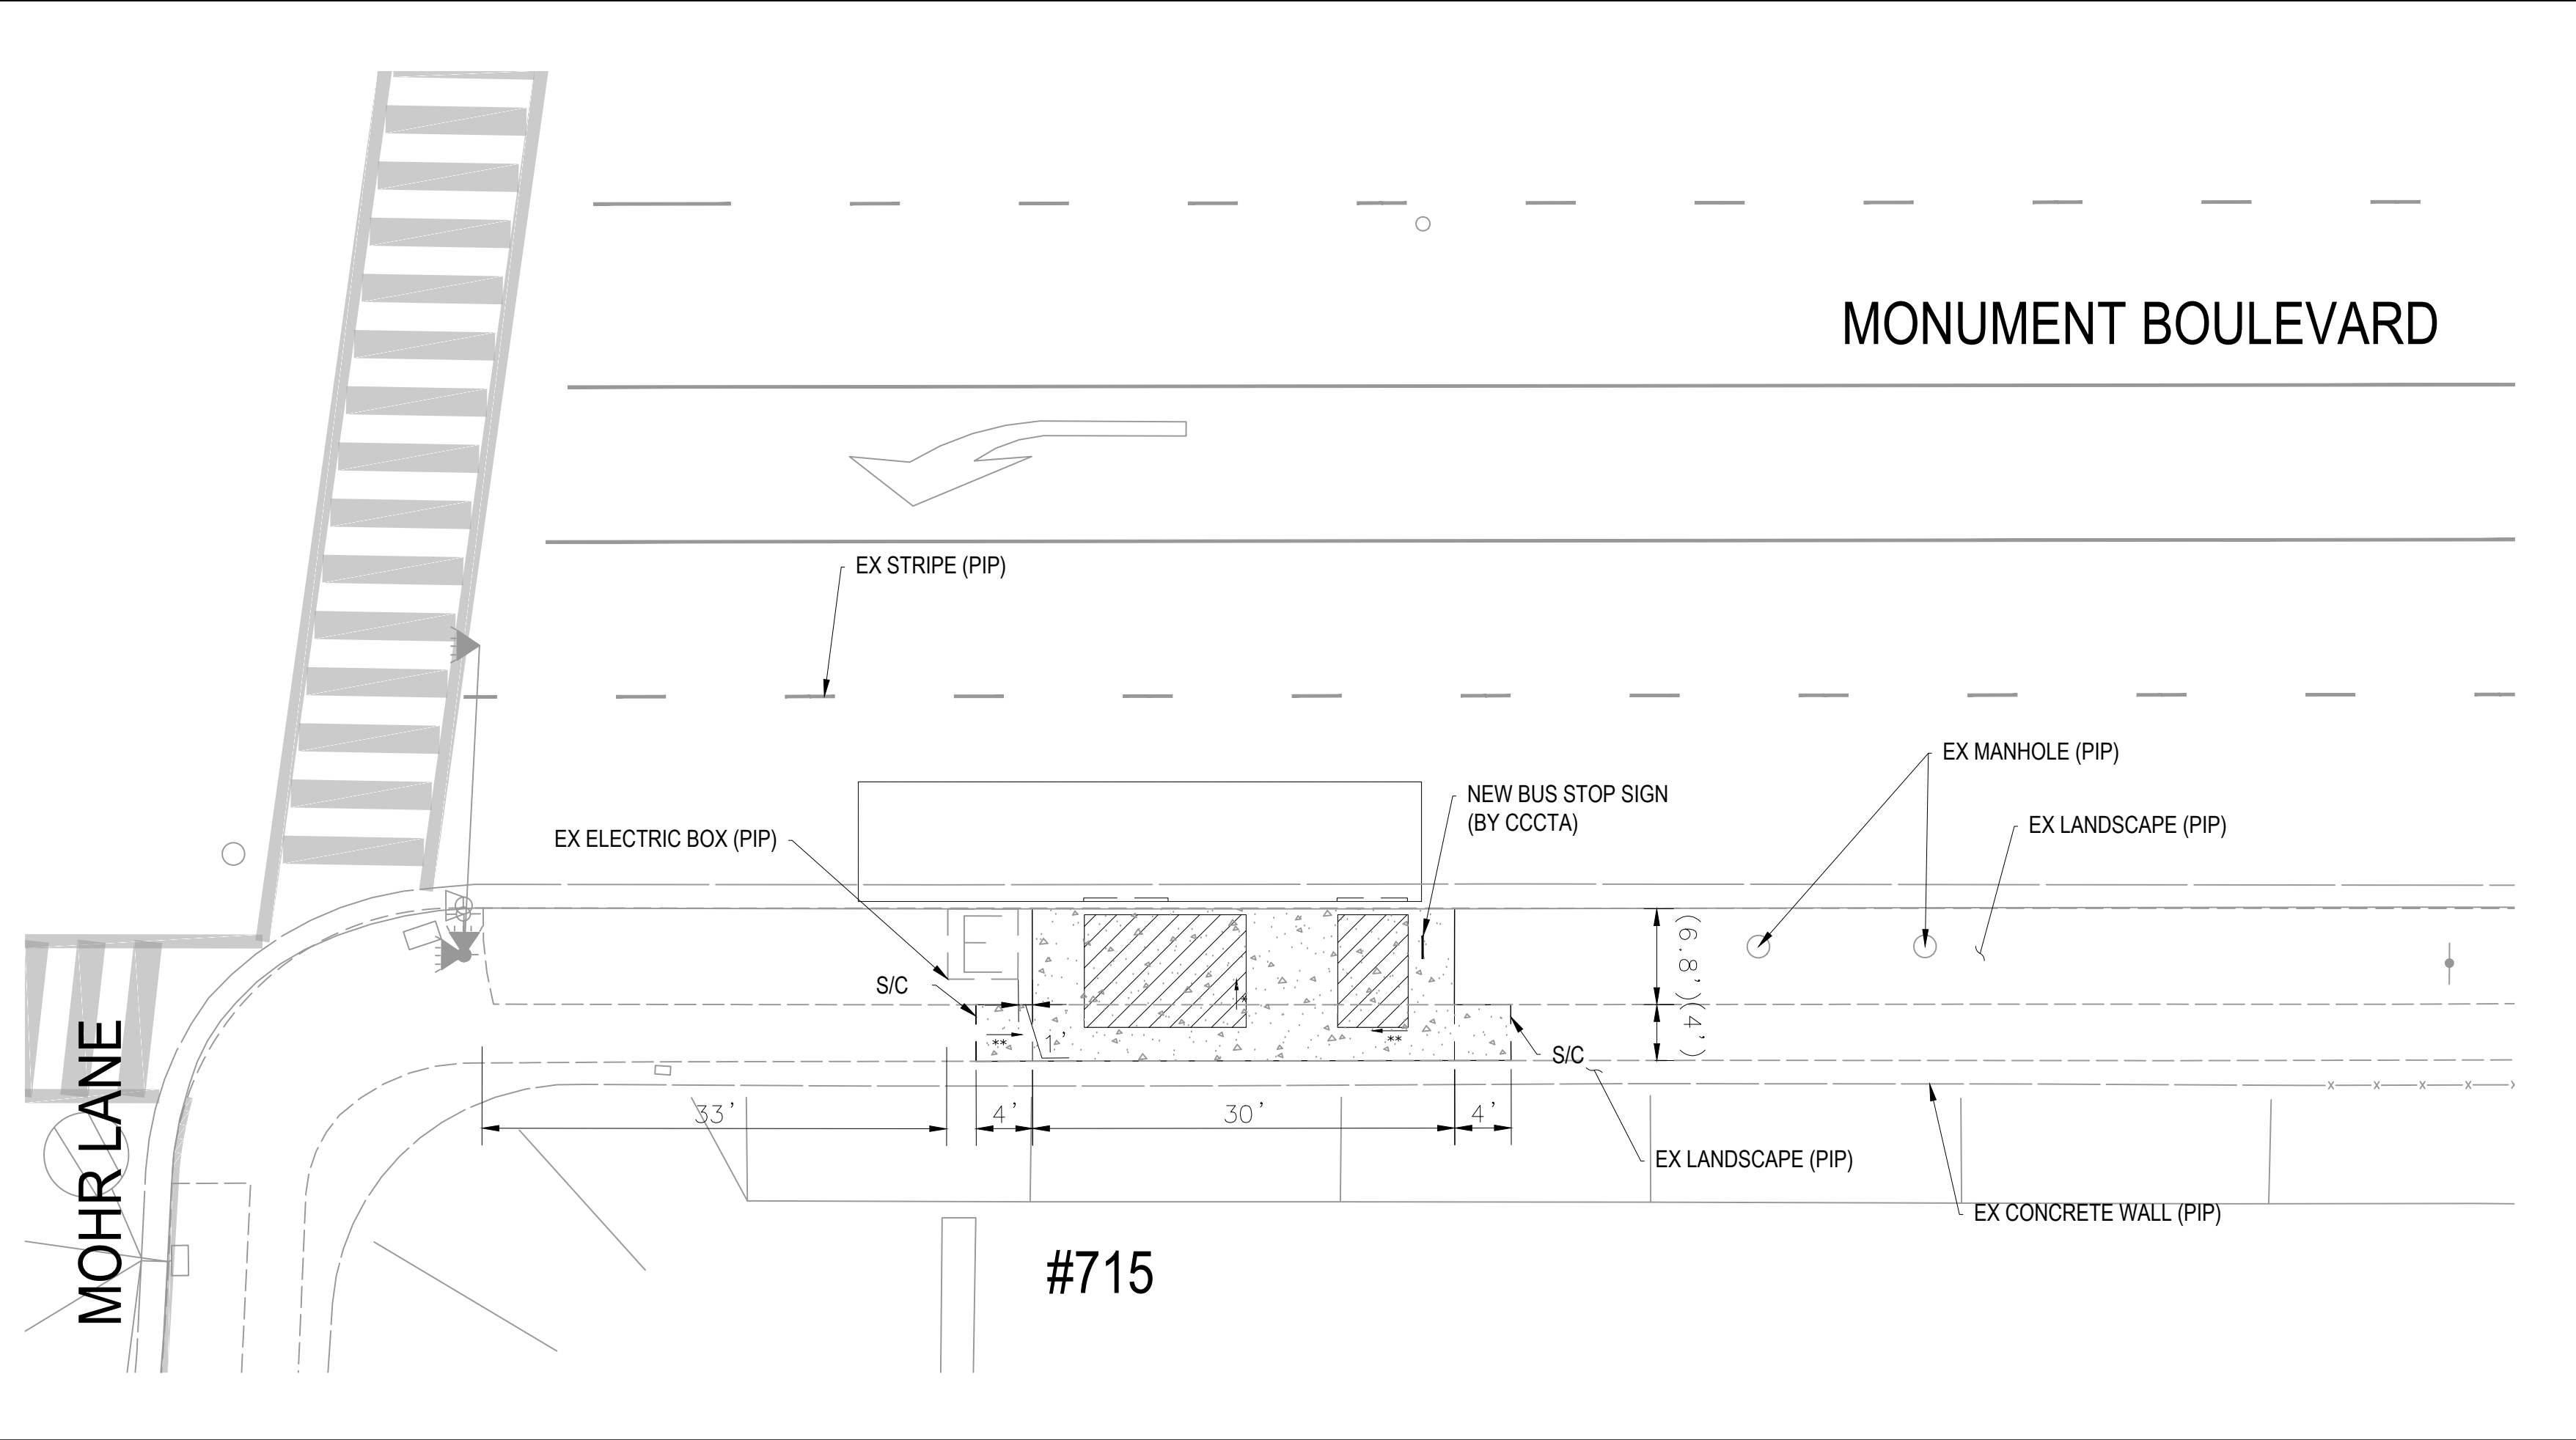 MONUMENT BOULEVARD
EX STRIPE (PIP)
EX MANHOLE (PIP)
NEW BUS STOP SIGN
(BY CCCTA)
EX LANDSCAPE (PIP)
EX ELECTRIC BOX (PIP)
E
(6.8')
S/C
*
(4')
**
1'
**
S/C
33'
4'
30'
4'
EX LANDSCAPE (PIP)
EX CONCRETE WALL (PIP)
MOHR LANE
#715